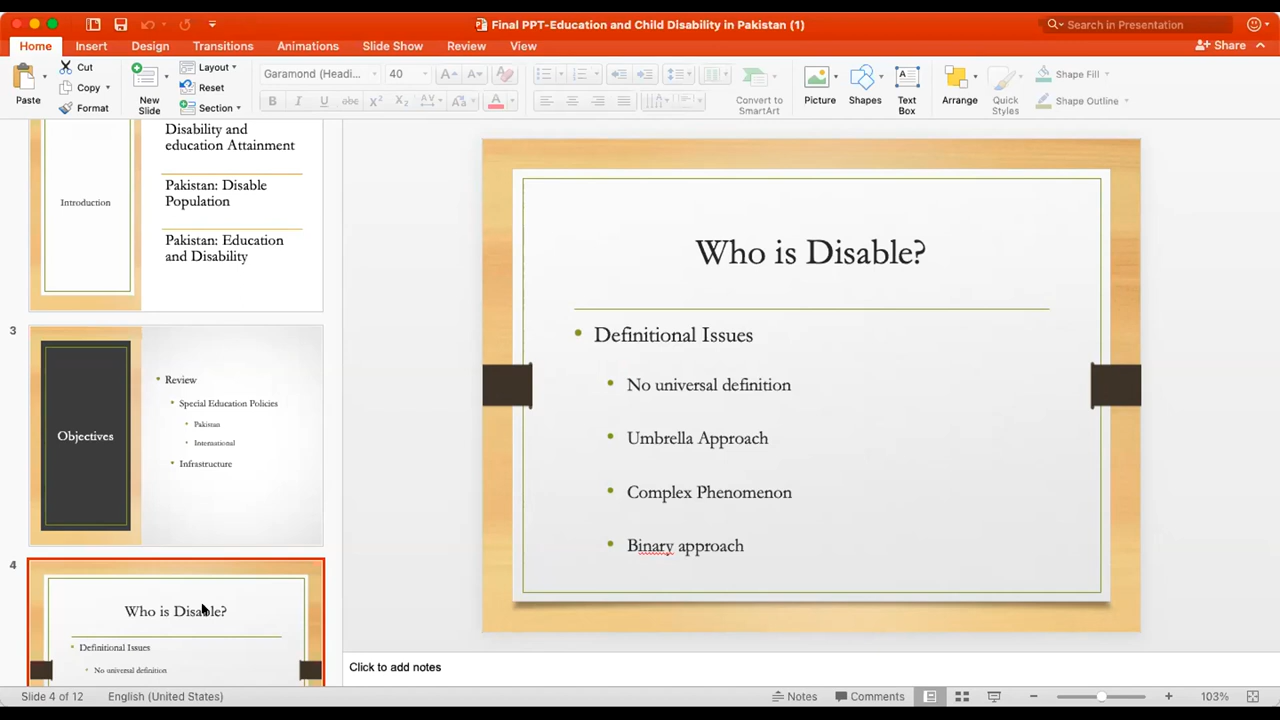 Final PPT-Education and Child Disability in Pakistan (1)
Search in Presentation
Home Insert Design Transitions Animations Slide Show Review View
Share
Paste
Cut
Copy
Format
New
Slide
Layout
Reset
Section
Garamond (Headi...
40
Convert to
SmartArt
Picture
Shapes
Text
Box
Arrange
Quick
Styles
Shape Fill
Shape Outline
Introduction
Disability and
education Attainment
Pakistan: Disable
Population
Pakistan: Education
and Disability
3
Objectives
• Review
• Special Education Policies
• Pakistan
• International
• Infrastructure
4
Who is Disable?
• Definitional Issues
• No universal definition
Who is Disable?
• Definitional Issues
• No universal definition
• Umbrella Approach
• Complex Phenomenon
• Binary approach
Click to add notes
Slide 4 of 12
English (United States)
Notes
Comments
103%